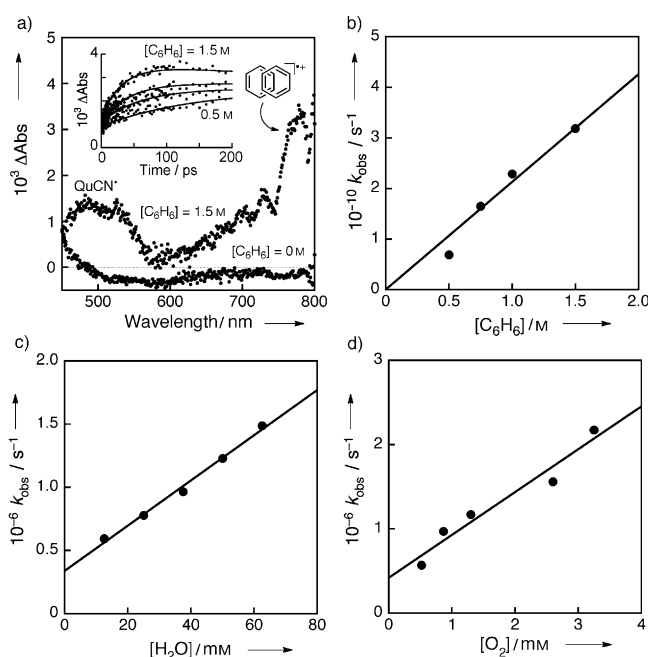 a)
10³ ΔAbs
5
4
3
2
1
0
QuCN•
[C₆H₆] = 1.5 M
[C₆H₆] = 0 M
500
600
700
800
Wavelength / nm
10³ ΔAbs
4
2
0
[C₆H₆] = 1.5 M
0.5 M
0
100
200
Time / ps
•+
b)
10⁻¹⁰ kobs / s⁻¹
5
4
3
2
1
0
0
0.5
1.0
1.5
2.0
[C₆H₆] / M
c)
10⁻⁶ kobs / s⁻¹
2.0
1.5
1.0
0.5
0
0
20
40
60
80
[H₂O] / mM
d)
10⁻⁶ kobs / s⁻¹
3
2
1
0
0
1
2
3
4
[O₂] / mM